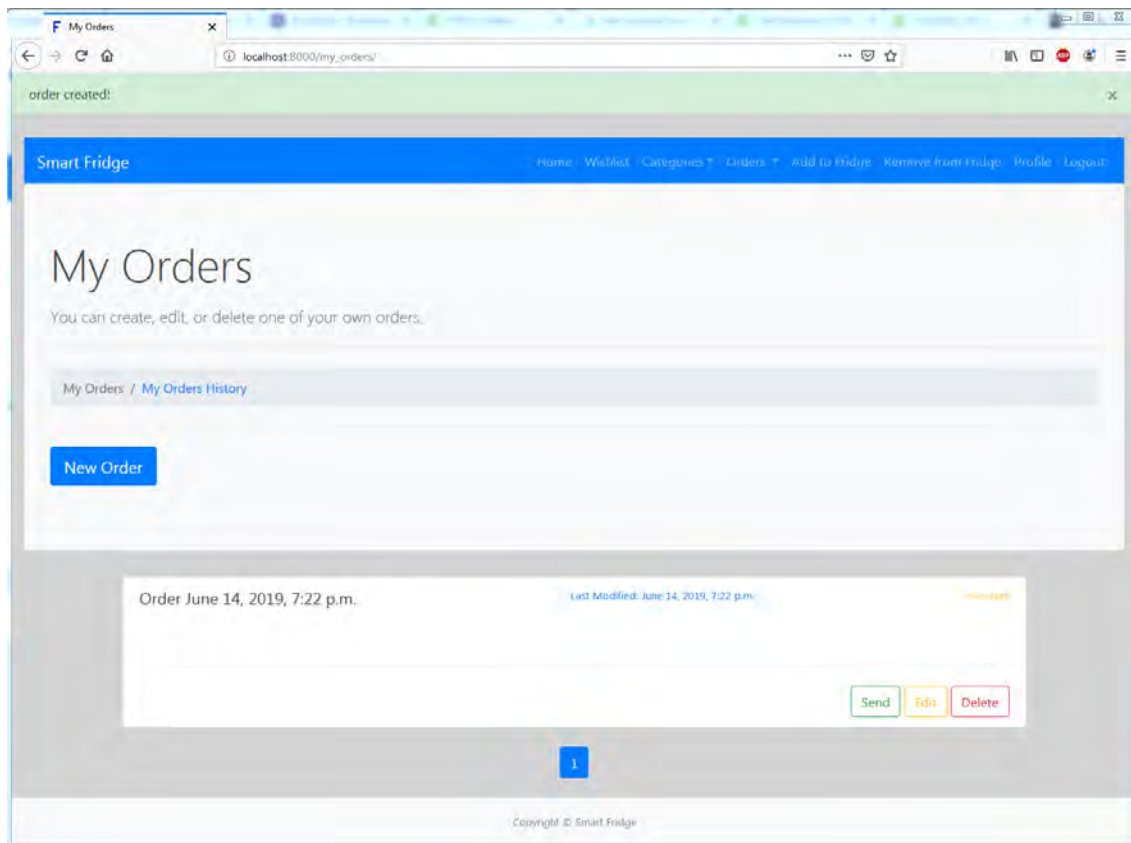 My Orders
localhost:8000/my_orders/
order created!
Smart Fridge Home Wishlist Categories Orders Add to Fridge Remove from Fridge Profile Logout
My Orders
You can create, edit, or delete one of your own orders.
My Orders / My Orders History
New Order
Order June 14, 2019, 7:22 p.m. Last Modified: June 14, 2019, 7:22 p.m.
Send Edit Delete
1
Copyright © Smart Fridge